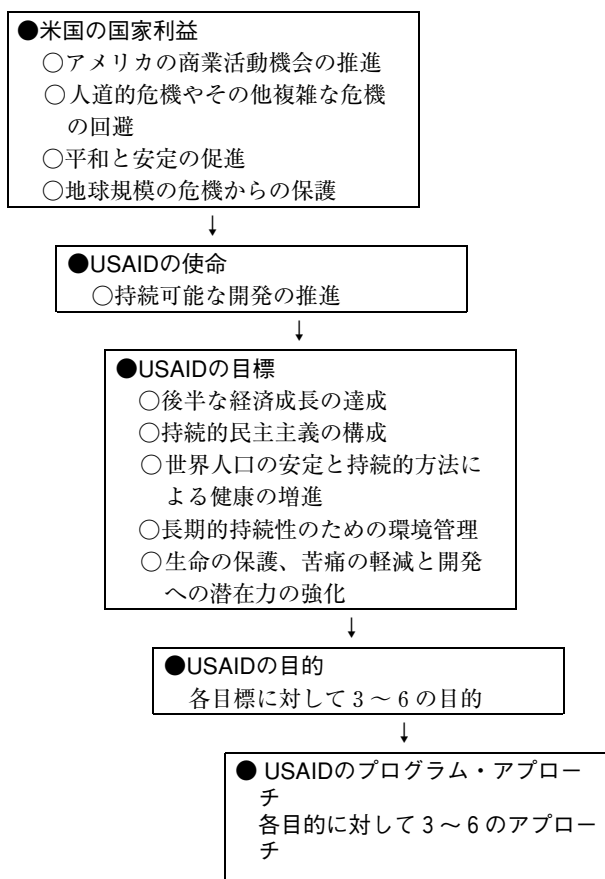 ●米国の国家利益
○アメリカの商業活動機会の推進
○人道的危機やその他複雑な危機
の回避
○平和と安定の促進
○地球規模の危機からの保護
↓
●USAIDの使命
○持続可能な開発の推進
↓
●USAIDの目標
○後半な経済成長の達成
○持続的民主主義の構成
○世界人口の安定と持続的方法に
よる健康の増進
○長期的持続性のための環境管理
○生命の保護、苦痛の軽減と開発
への潜在力の強化
↓
●USAIDの目的
各目標に対して3～6の目的
↓
● USAIDのプログラム・アプロー
チ
各目的に対して3～6のアプロー
チ